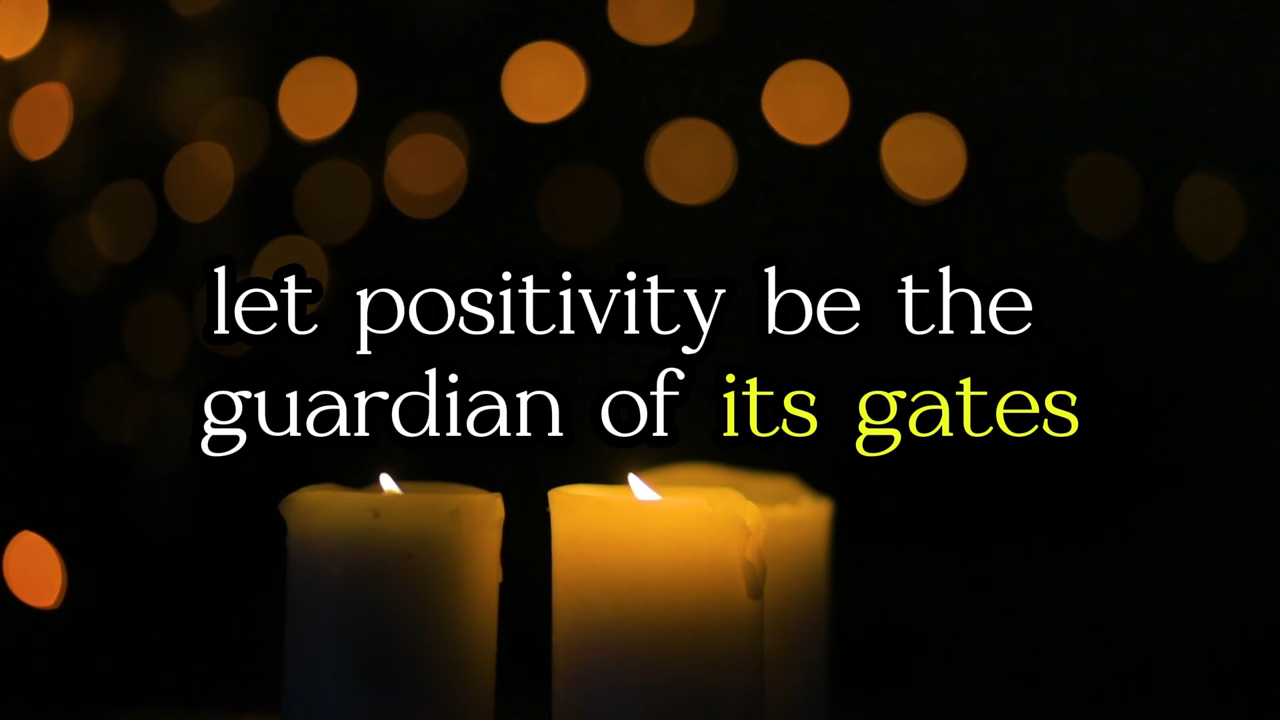 let positivity be the
guardian of its gates